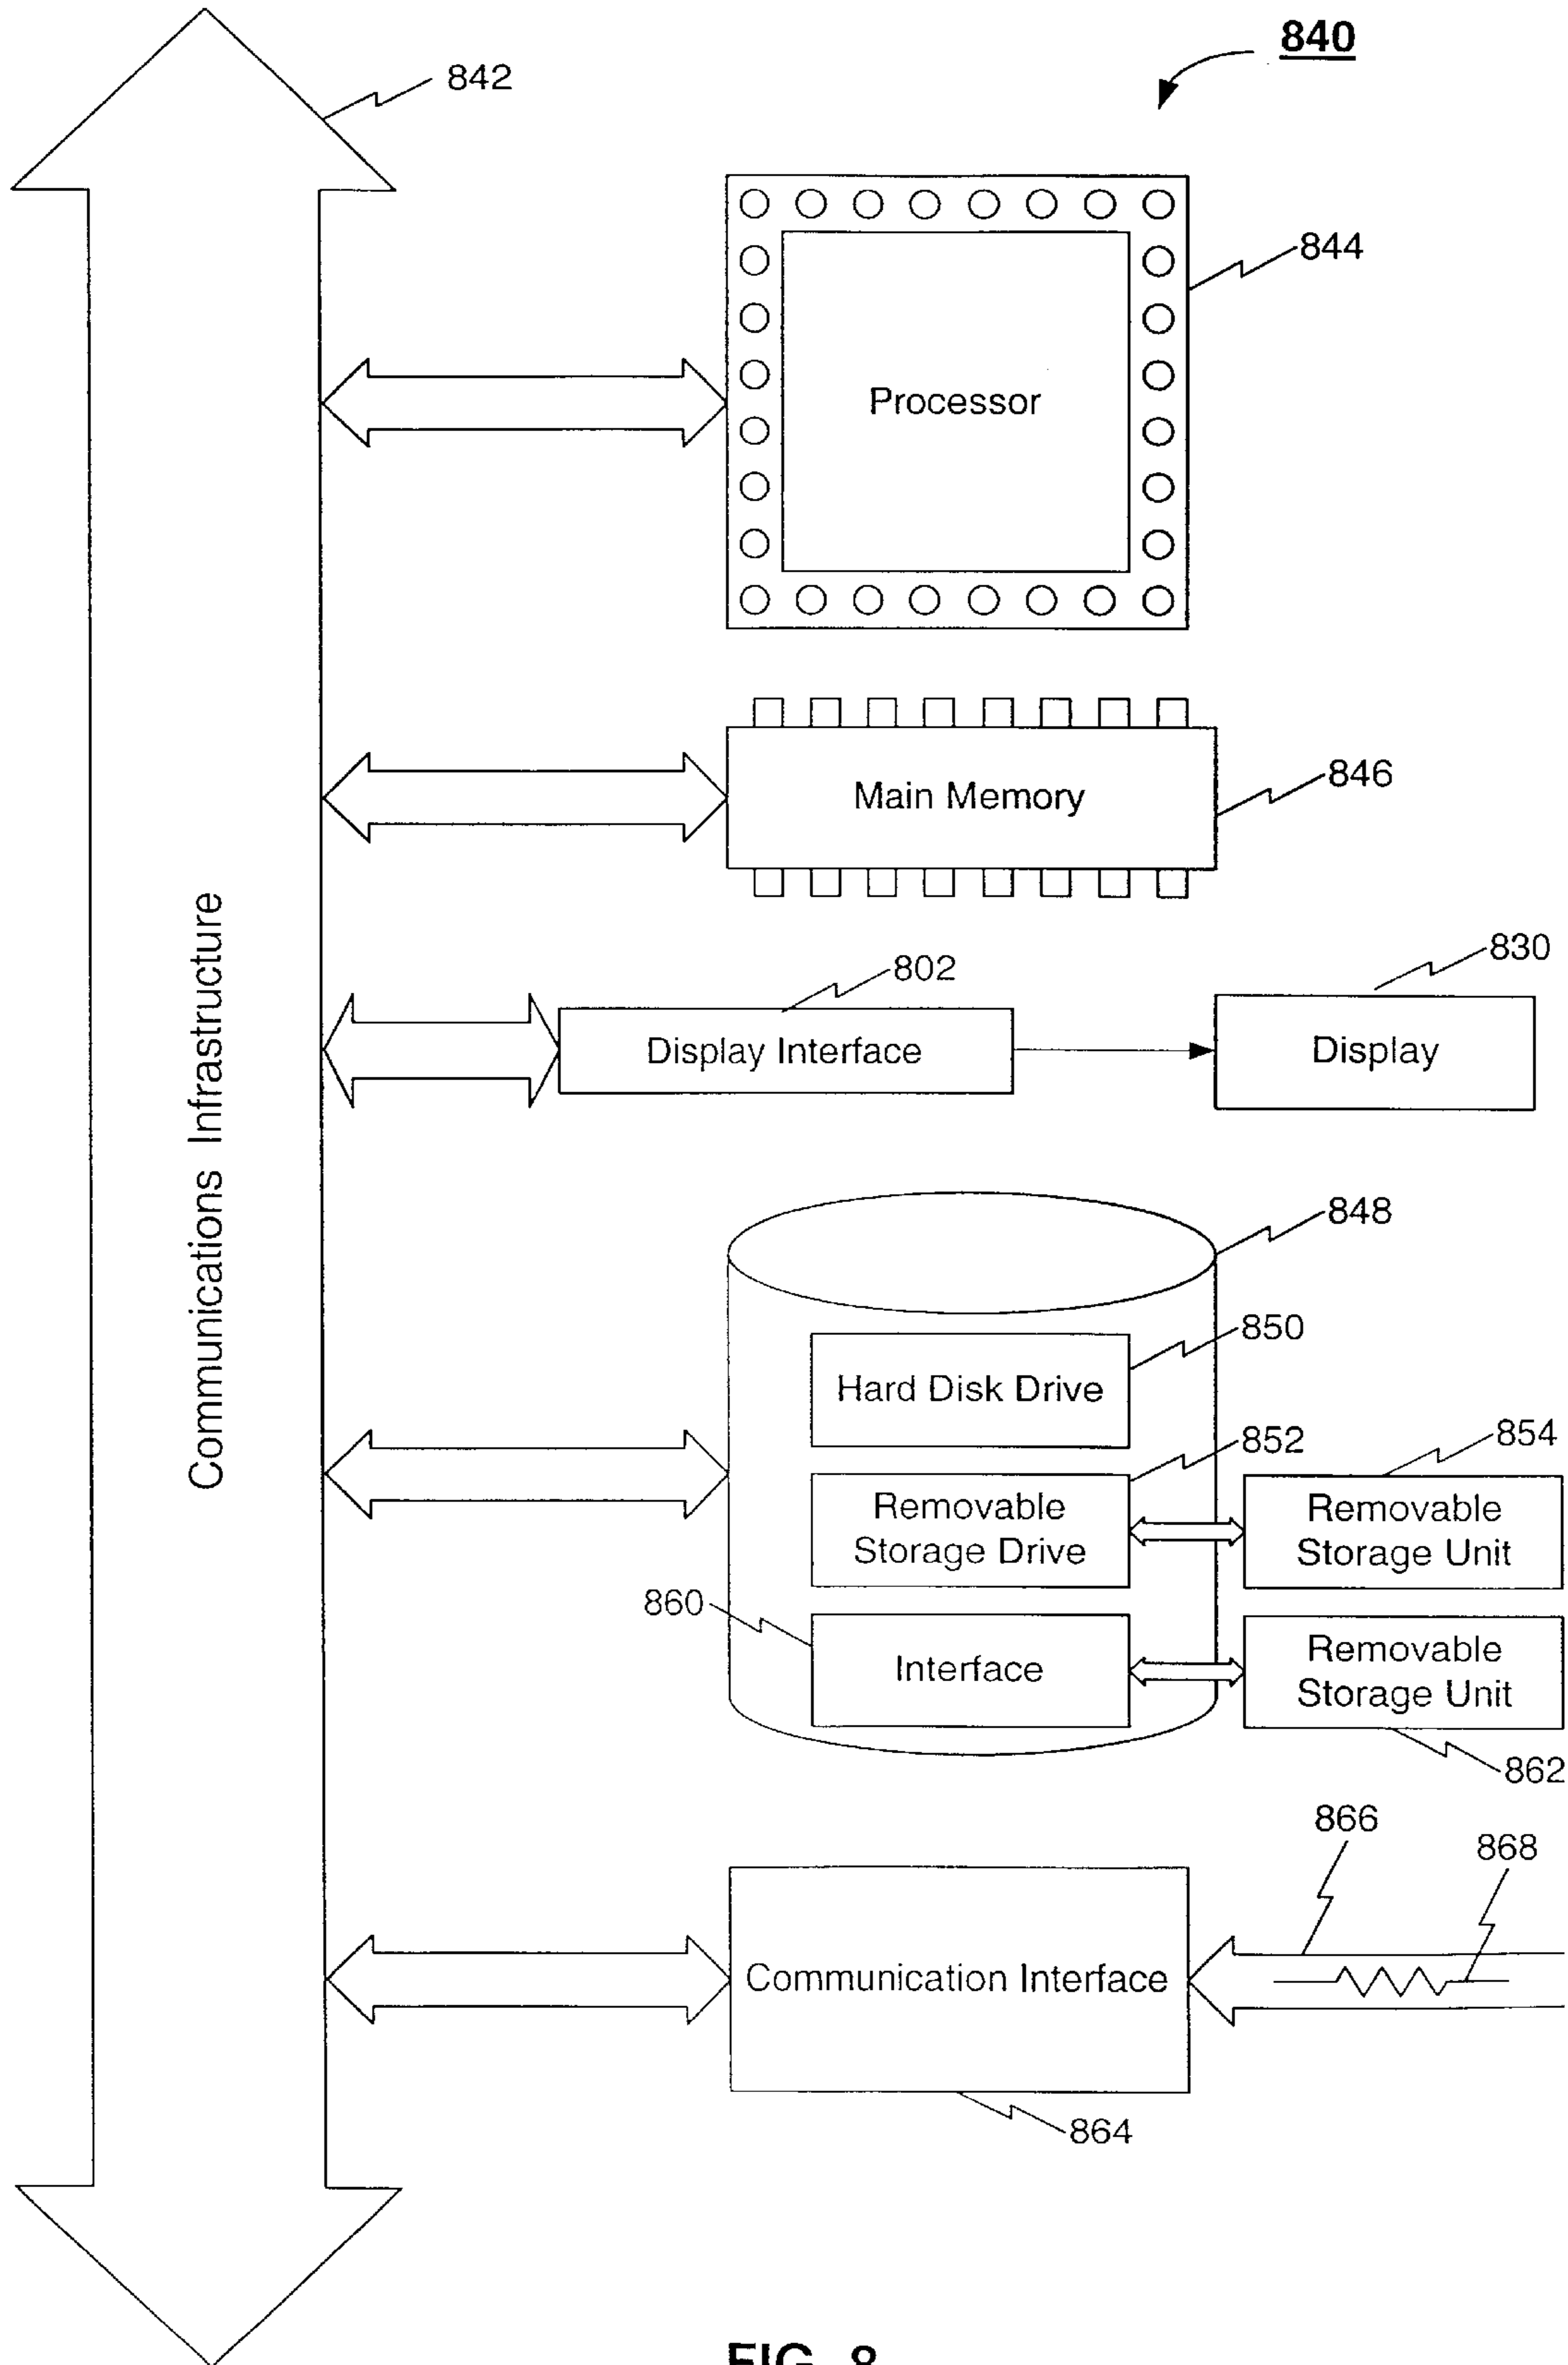 840
842
844
Processor
846
Main Memory
802
830
Display Interface
Display
Communications Infrastructure
848
850
Hard Disk Drive
852
854
Removable
Storage Drive
Removable
Storage Unit
860
Interface
Removable
Storage Unit
862
866
868
Communication Interface
864
FIG. 8